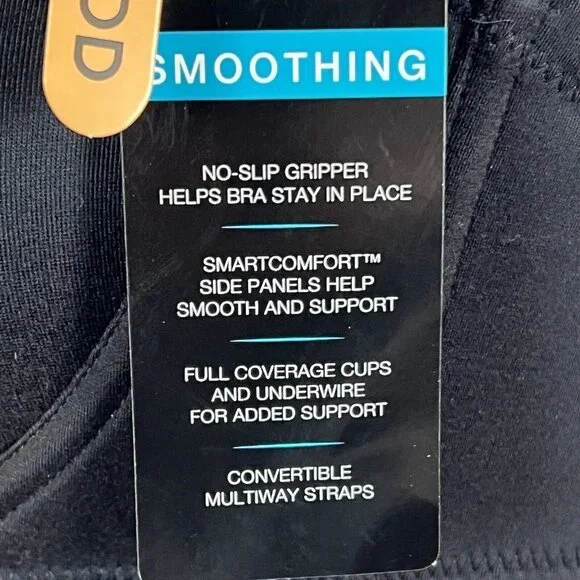 DD
SMOOTHING
NO-SLIP GRIPPER
HELPS BRA STAY IN PLACE
SMARTCOMFORT™
SIDE PANELS HELP
SMOOTH AND SUPPORT
FULL COVERAGE CUPS
AND UNDERWIRE
FOR ADDED SUPPORT
CONVERTIBLE
MULTIWAY STRAPS